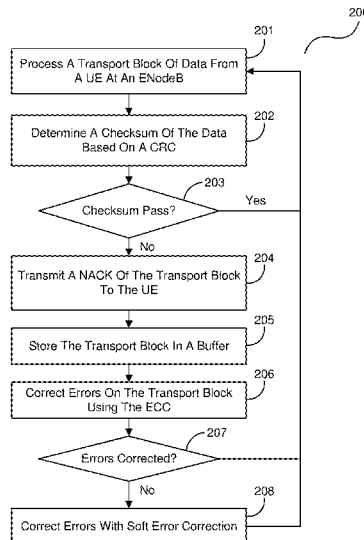 200
201
Process A Transport Block Of Data From
A UE At An ENodeB
202
Determine A Checksum Of The Data
Based On A CRC
203
Checksum Pass?
Yes
No
204
Transmit A NACK Of The Transport Block
To The UE
205
Store The Transport Block In A Buffer
206
Correct Errors On The Transport Block
Using The ECC
207
Errors Corrected?
No
208
Correct Errors With Soft Error Correction